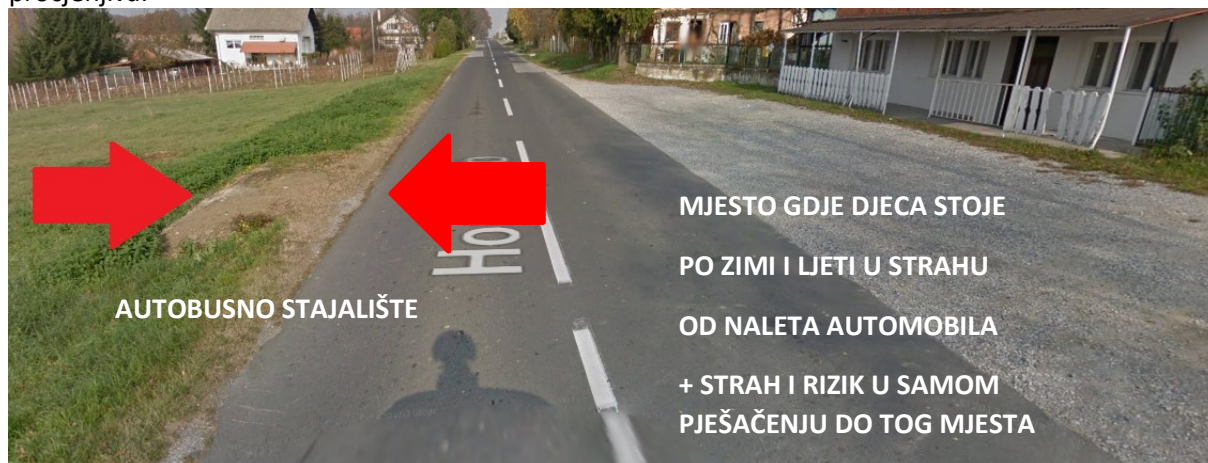 AUTOBUSNO STAJALIŠTE
MJESTO GDJE DJECA STOJE
PO ZIMI I LJETI U STRAHU
OD NALETA AUTOMOBILA
+ STRAH I RIZIK U SAMOM
PJEŠAČENJU DO TOG MJESTA